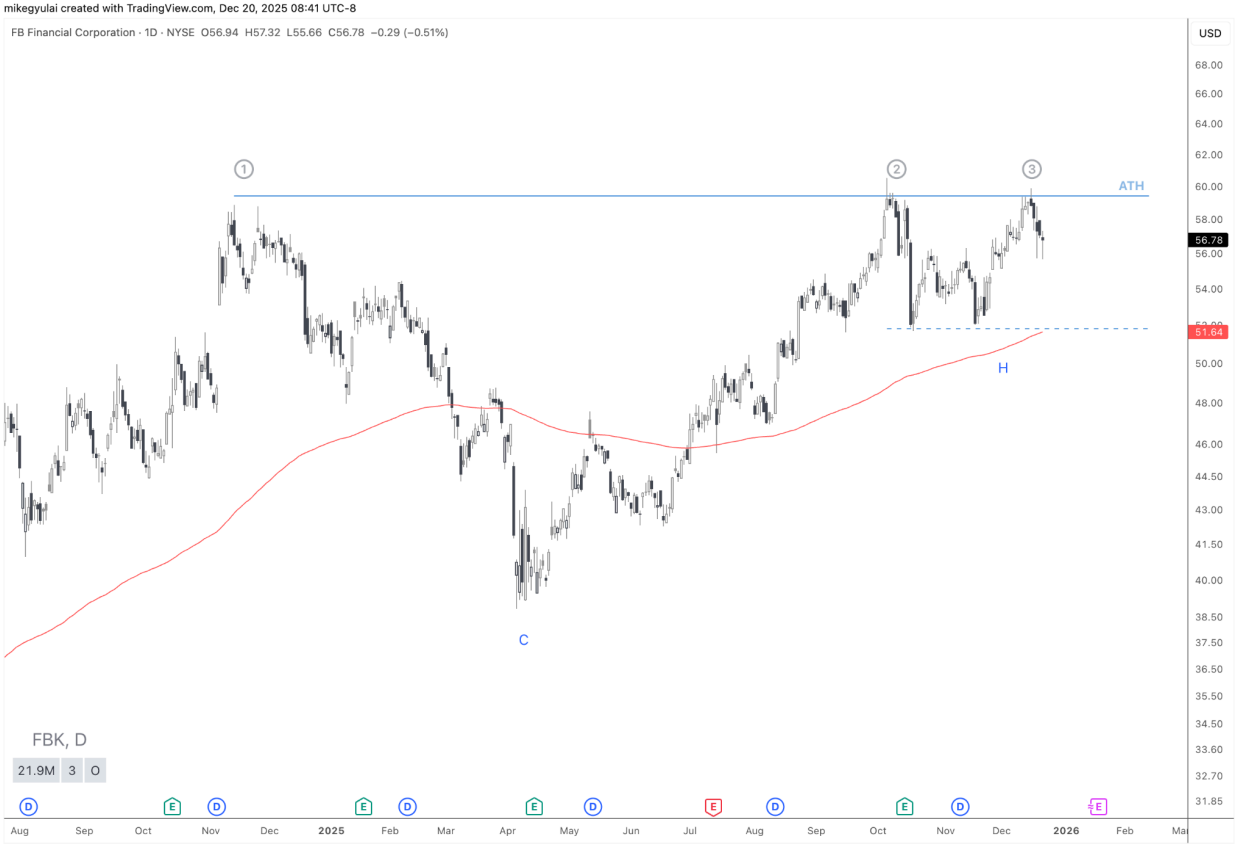 mikegyulai created with TradingView.com, Dec 20, 2025 08:41 UTC-8
FB Financial Corporation · 1D · NYSE O56.94 H57.32 L55.66 C56.78 −0.29 (−0.51%)
USD
68.00
66.00
64.00
62.00
1
2
3
ATH
60.00
58.00
56.78
56.00
54.00
52.00
51.64
50.00
H
48.00
46.00
44.50
43.00
41.50
40.00
38.50
C
37.50
36.50
35.50
34.50
FBK, D
33.60
21.9M 3 O
32.70
31.85
D E D E D E D E D E D E
Aug Sep Oct Nov Dec 2025 Feb Mar Apr May Jun Jul Aug Sep Oct Nov Dec 2026 Feb Mar